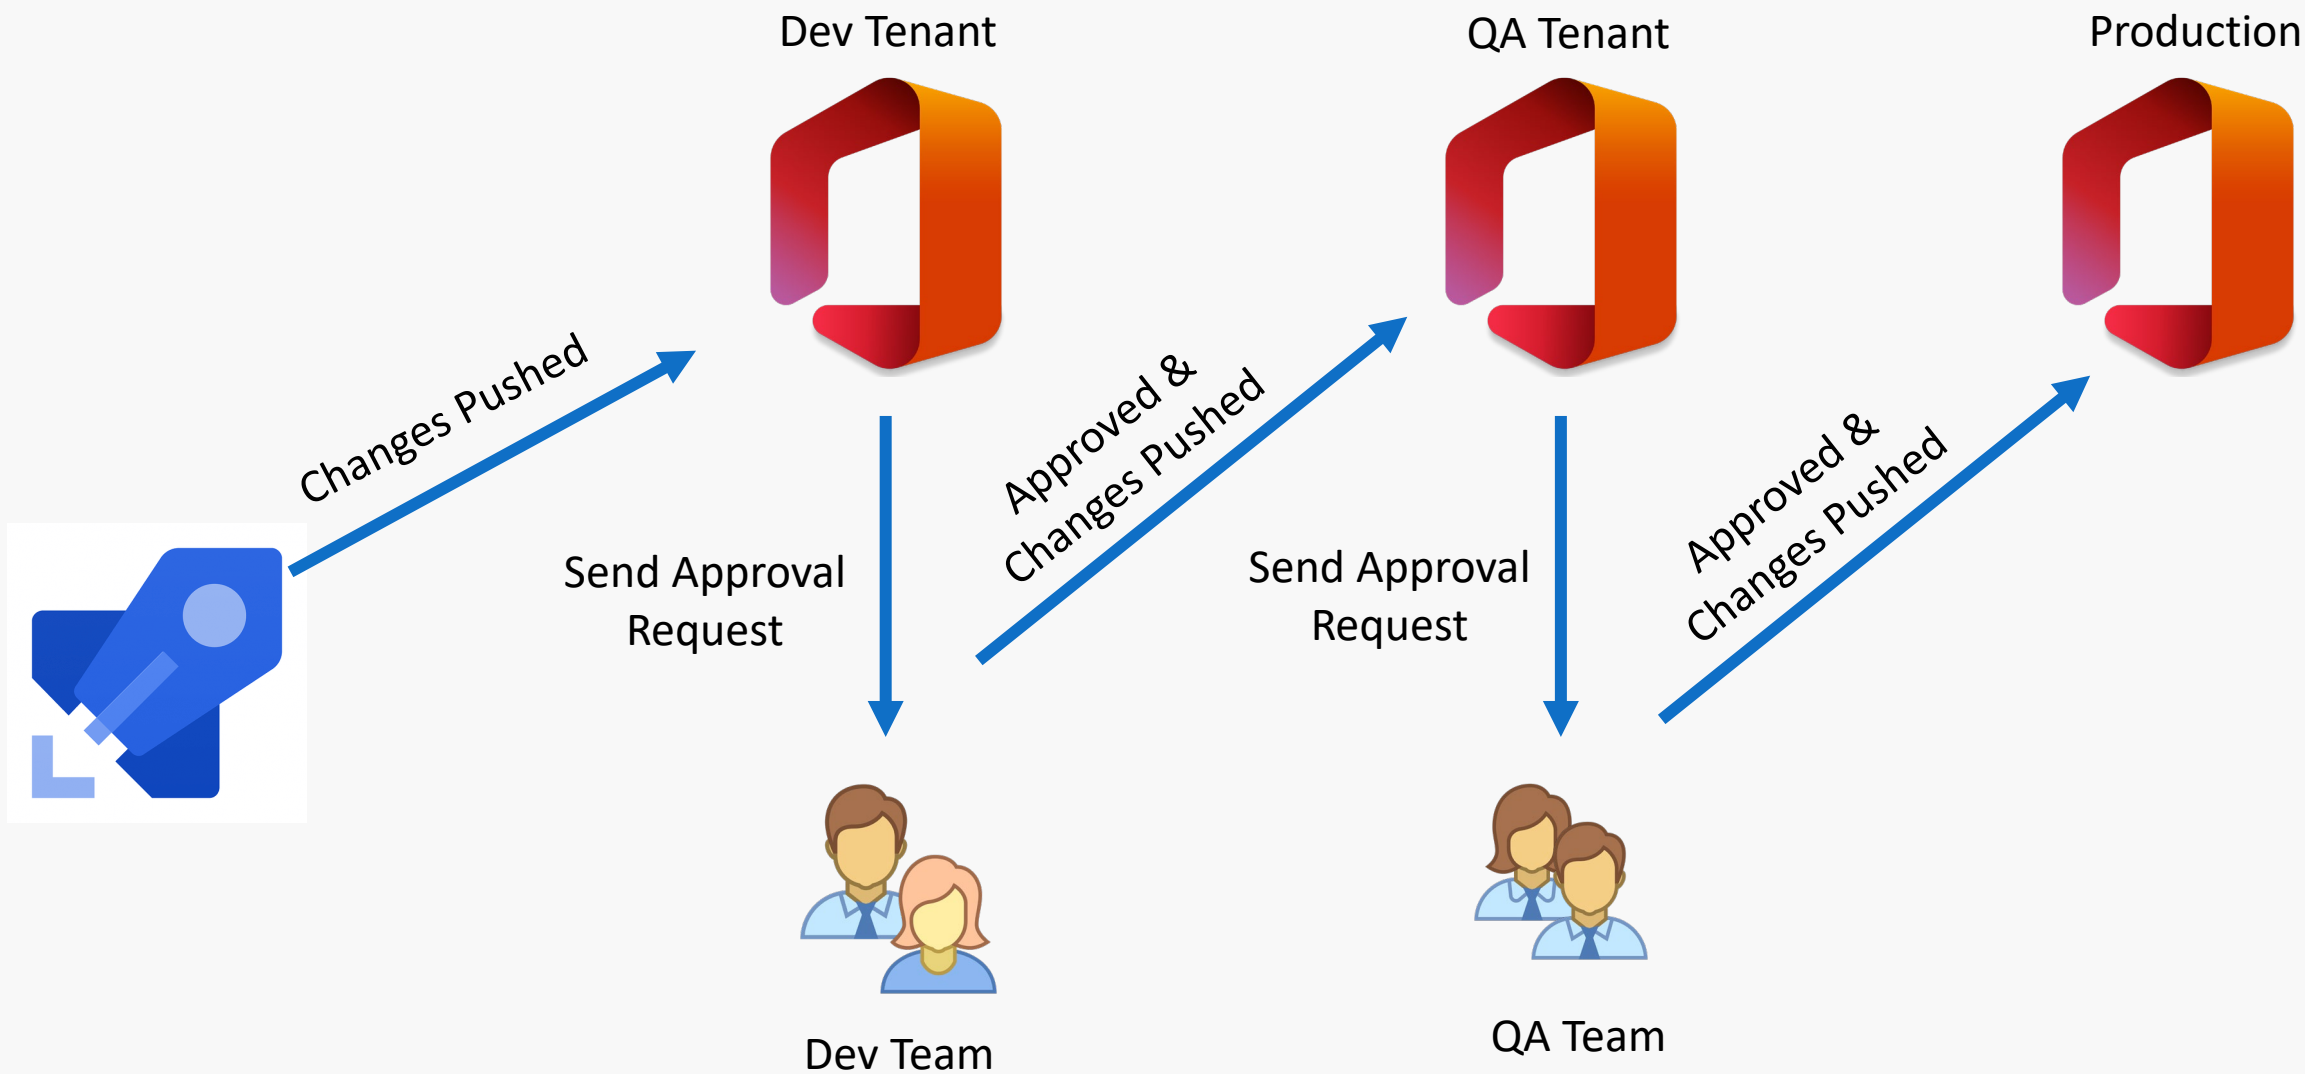 Dev Tenant
QA Tenant
Production
Changes Pushed
Approved &
Changes Pushed
Approved &
Changes Pushed
Send Approval
Request
Send Approval
Request
Dev Team
QA Team